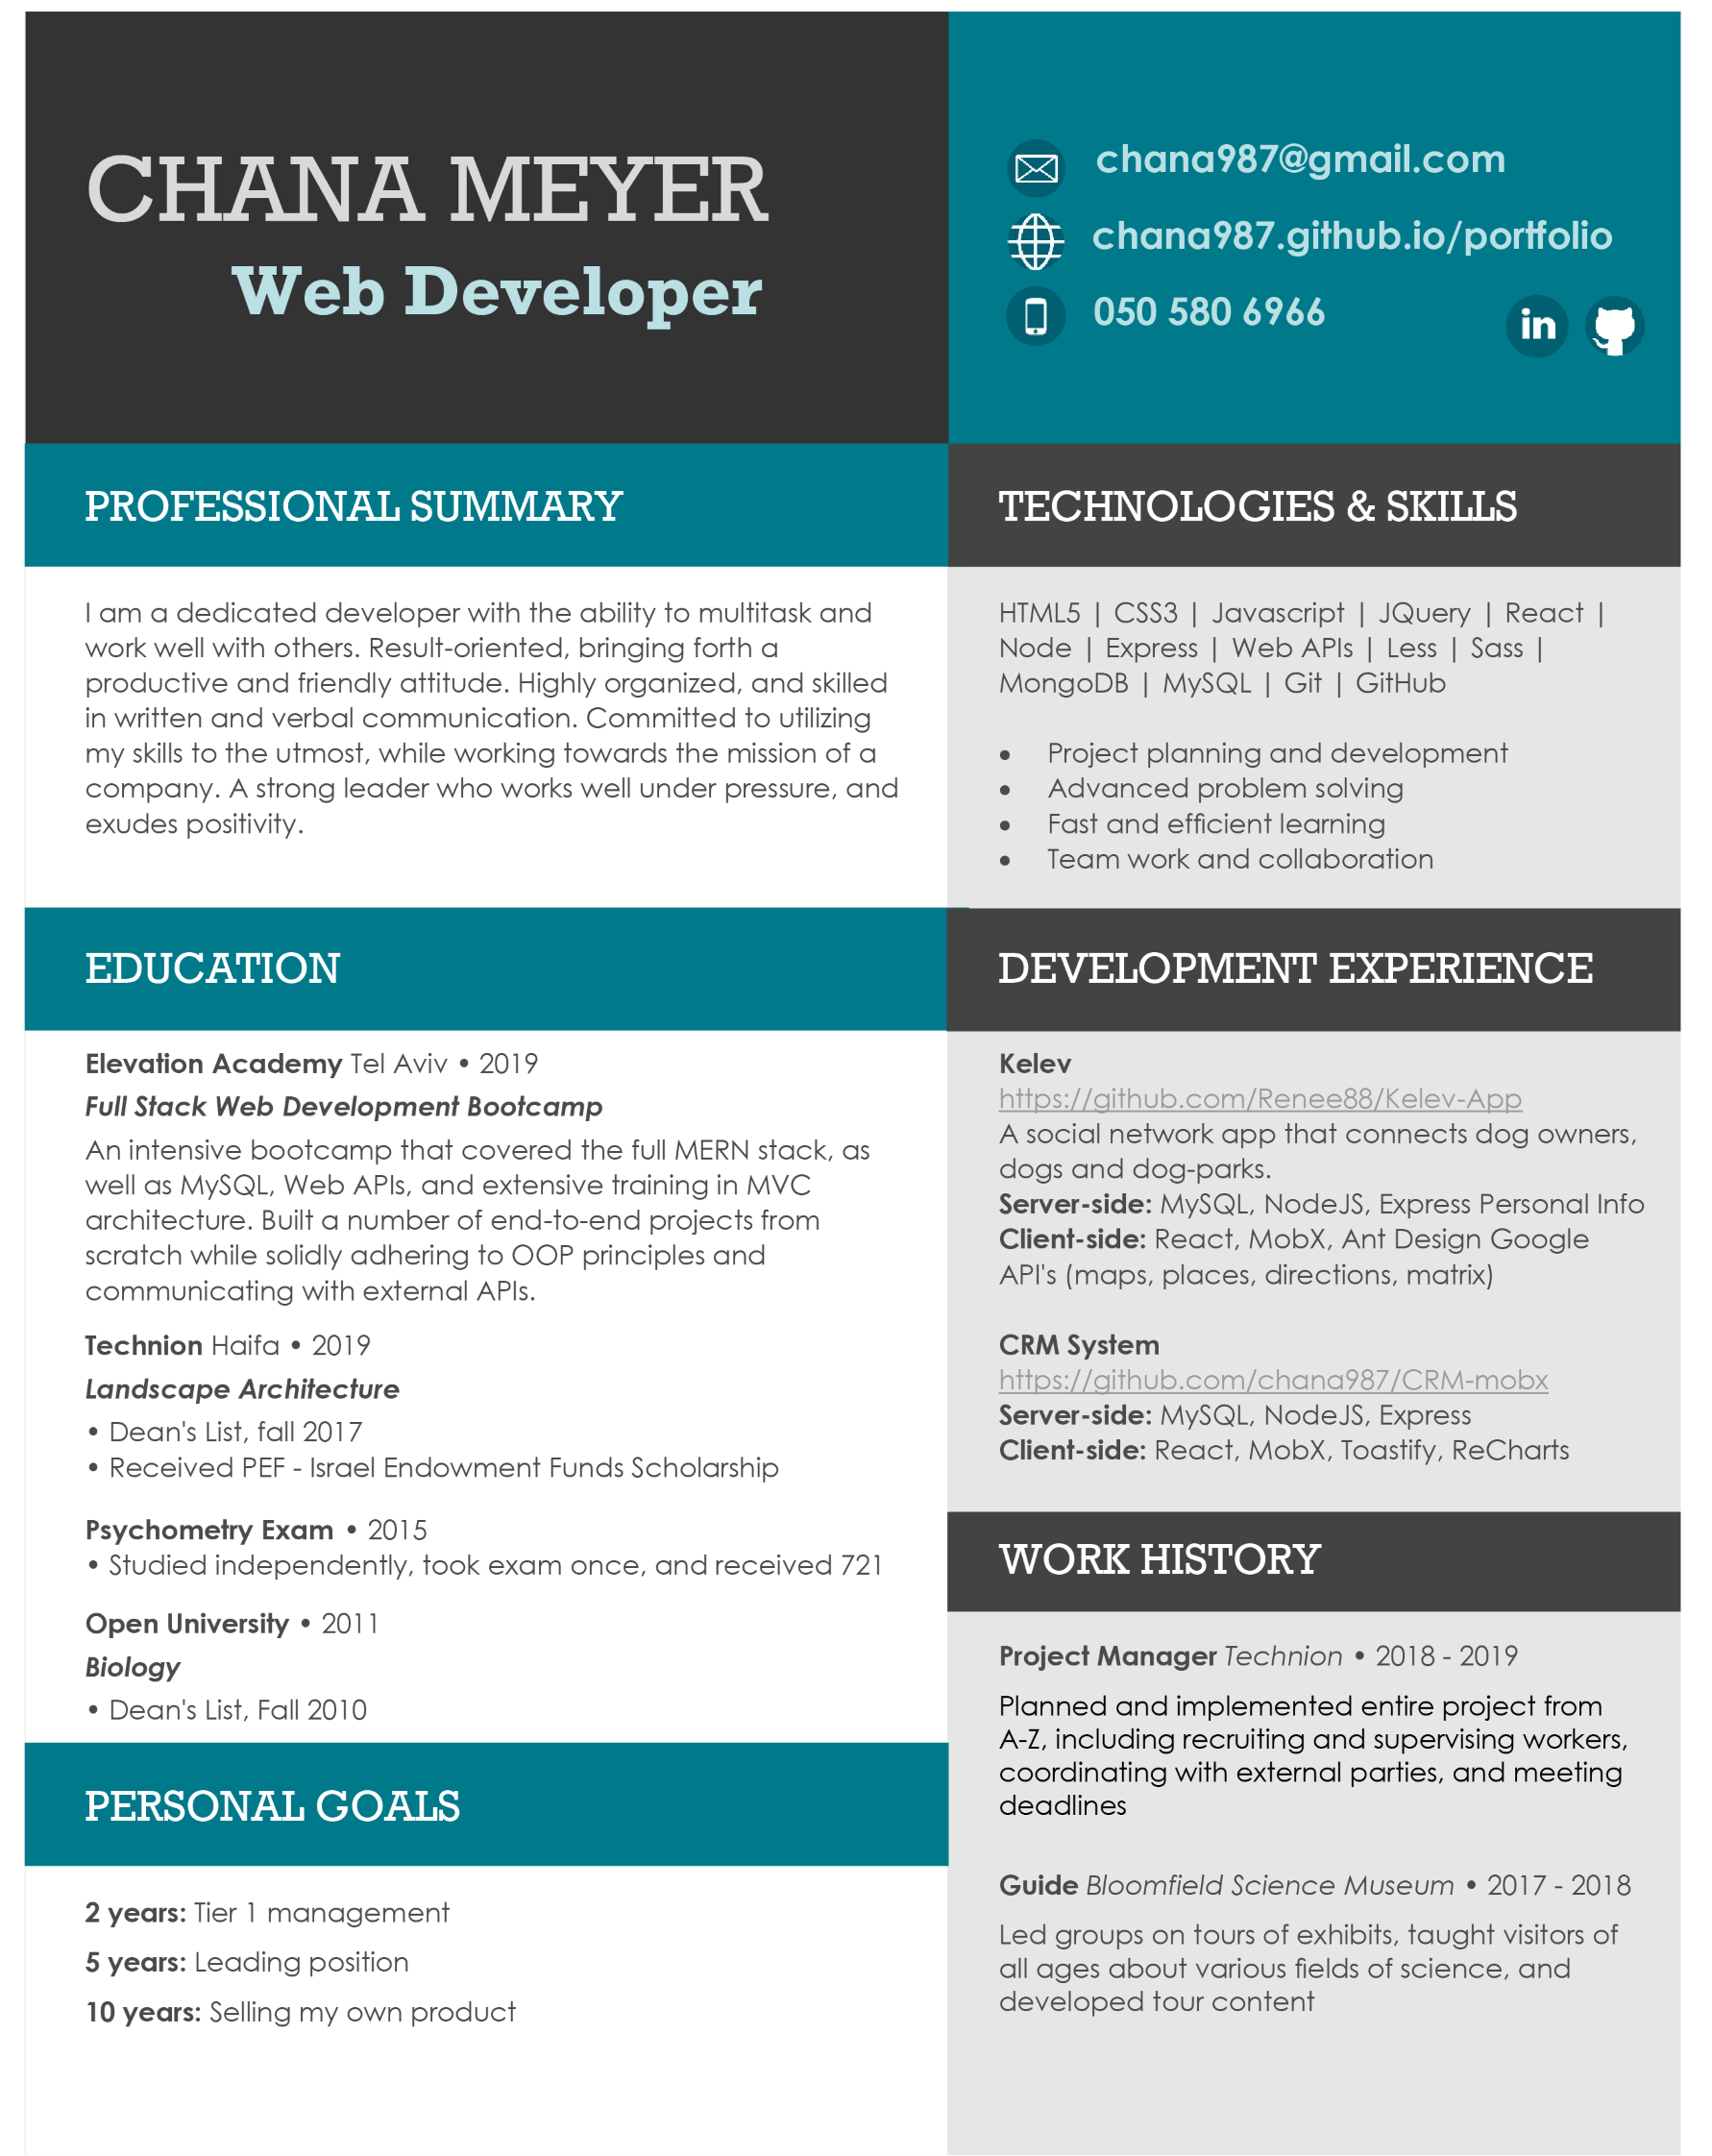 CHANA MEYER
Web Developer
chana987@gmail.com
chana987.github.io/portfolio
050 580 6966
in
PROFESSIONAL SUMMARY
I am a dedicated developer with the ability to multitask and
work well with others. Result-oriented, bringing forth a
productive and friendly attitude. Highly organized, and skilled
in written and verbal communication. Committed to utilizing
my skills to the utmost, while working towards the mission of a
company. A strong leader who works well under pressure, and
exudes positivity.
EDUCATION
Elevation Academy Tel Aviv • 2019
Full Stack Web Development Bootcamp
An intensive bootcamp that covered the full MERN stack, as
well as MySQL, Web APIs, and extensive training in MVC
architecture. Built a number of end-to-end projects from
scratch while solidly adhering to OOP principles and
communicating with external APIs.
Technion Haifa • 2019
Landscape Architecture
• Dean's List, fall 2017
• Received PEF - Israel Endowment Funds Scholarship
Psychometry Exam • 2015
• Studied independently, took exam once, and received 721
Open University • 2011
Biology
• Dean's List, Fall 2010
PERSONAL GOALS
2 years: Tier 1 management
5 years: Leading position
10 years: Selling my own product
TECHNOLOGIES & SKILLS
HTML5 | CSS3 | Javascript | JQuery | React |
Node | Express | Web APIs | Less | Sass |
MongoDB | MySQL | Git | GitHub
• Project planning and development
• Advanced problem solving
• Fast and efficient learning
• Team work and collaboration
DEVELOPMENT EXPERIENCE
Kelev
https://github.com/Renee88/Kelev-App
A social network app that connects dog owners,
dogs and dog-parks.
Server-side: MySQL, NodeJS, Express Personal Info
Client-side: React, MobX, Ant Design Google
API's (maps, places, directions, matrix)
CRM System
https://github.com/chana987/CRM-mobx
Server-side: MySQL, NodeJS, Express
Client-side: React, MobX, Toastify, ReCharts
WORK HISTORY
Project Manager Technion • 2018 - 2019
Planned and implemented entire project from
A-Z, including recruiting and supervising workers,
coordinating with external parties, and meeting
deadlines
Guide Bloomfield Science Museum • 2017 - 2018
Led groups on tours of exhibits, taught visitors of
all ages about various fields of science, and
developed tour content